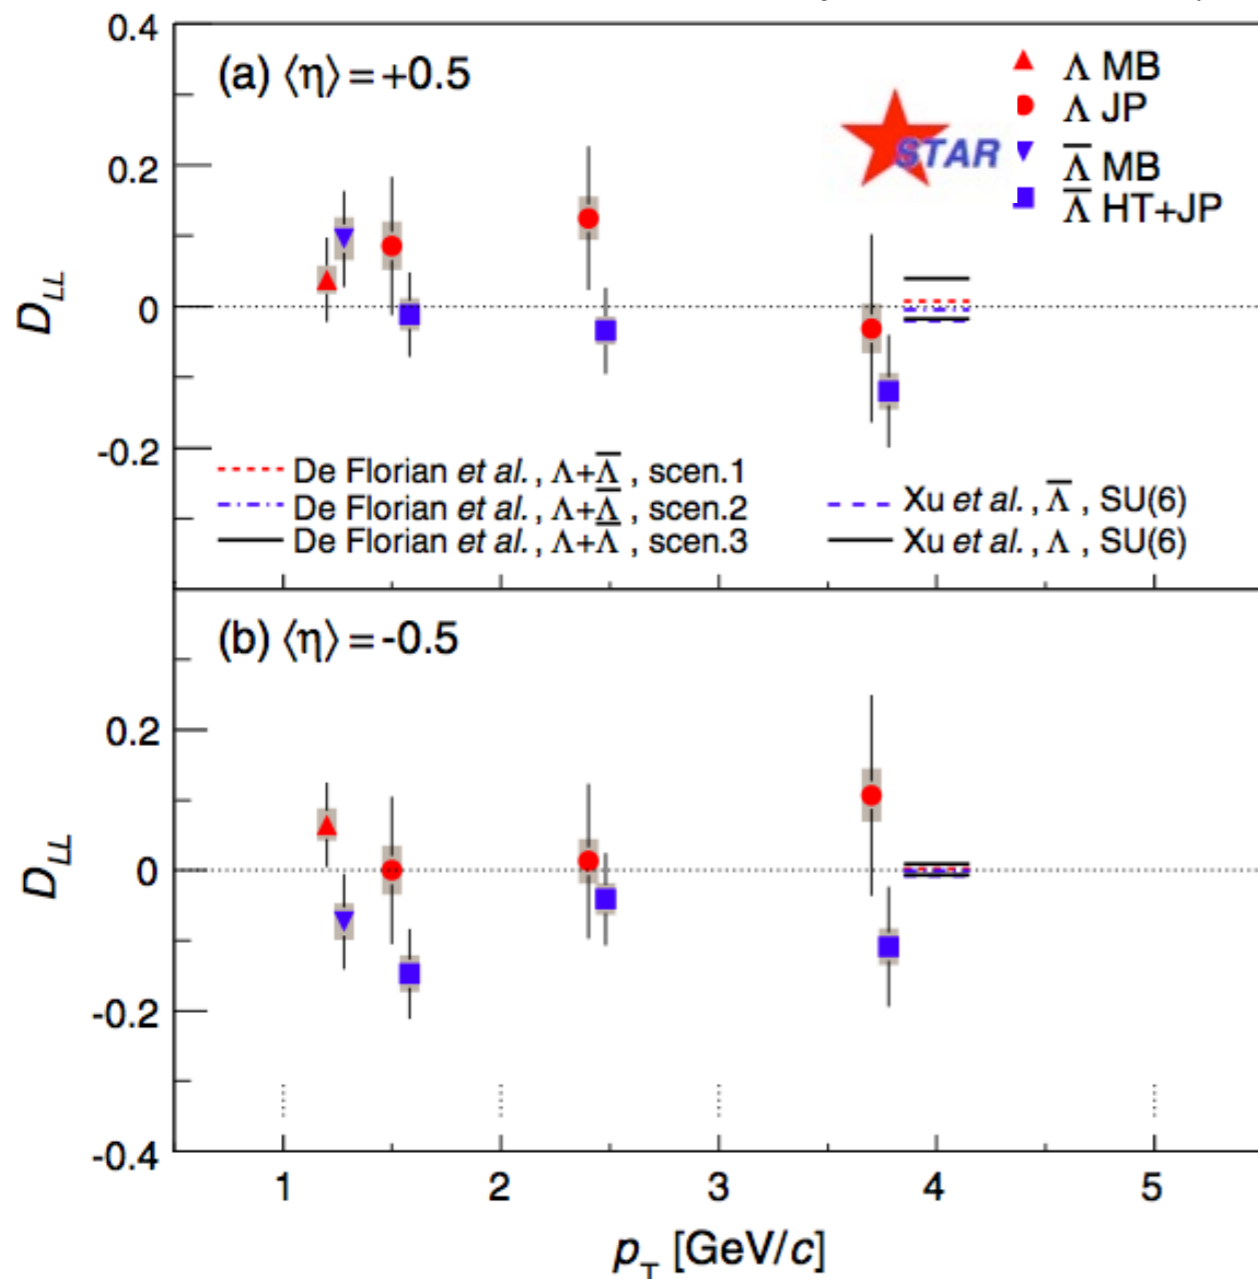 0.4
(a) ⟨η⟩ = +0.5
Λ MB
Λ JP
Λ̅ MB
Λ̅ HT+JP
STAR
0.2
D_LL
0
-0.2
De Florian et al., Λ+Λ̅ , scen.1
De Florian et al., Λ+Λ̅ , scen.2
De Florian et al., Λ+Λ̅ , scen.3
Xu et al., Λ̅ , SU(6)
Xu et al., Λ , SU(6)
(b) ⟨η⟩ = -0.5
0.2
D_LL
0
-0.2
-0.4
1 2 3 4 5
p_T [GeV/c]